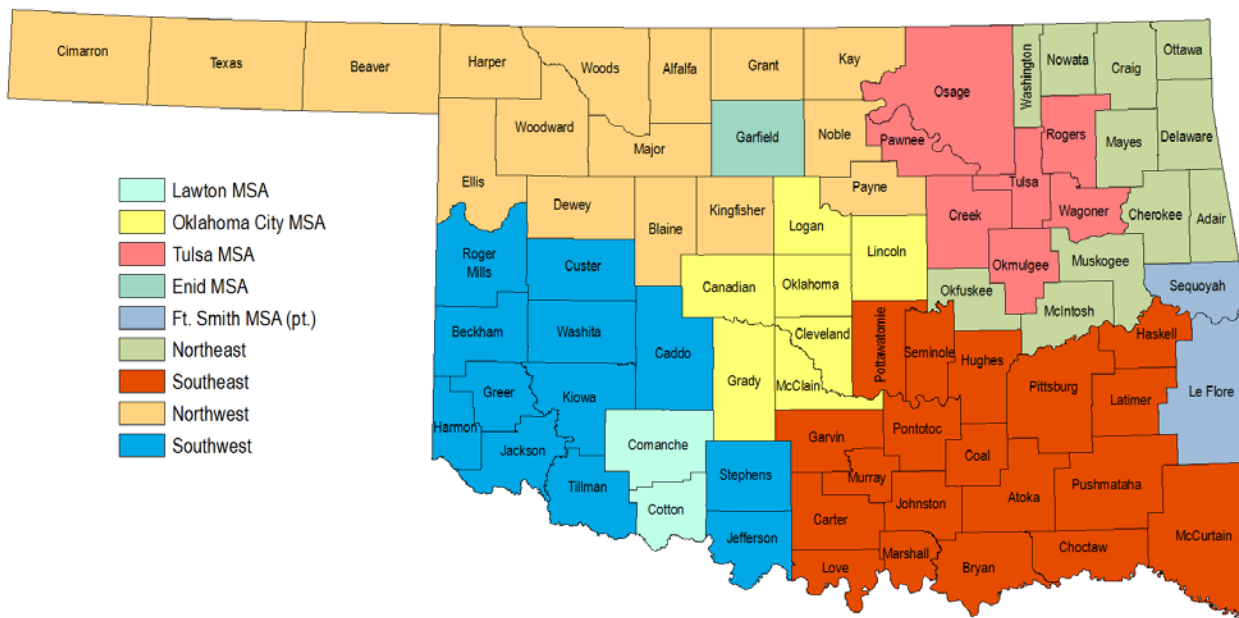 Cimarron
Texas
Beaver
Harper
Woods
Alfalfa
Grant
Kay
Osage
Washington
Nowata
Craig
Ottawa
Woodward
Major
Garfield
Noble
Pawnee
Rogers
Mayes
Delaware
Ellis
Dewey
Blaine
Kingfisher
Logan
Payne
Creek
Tulsa
Wagoner
Cherokee
Adair
Lawton MSA
Oklahoma City MSA
Tulsa MSA
Enid MSA
Ft. Smith MSA (pt.)
Northeast
Southeast
Northwest
Southwest
Roger
Mills
Custer
Canadian
Oklahoma
Lincoln
Okmulgee
Okfuskee
Muskogee
McIntosh
Sequoyah
Beckham
Washita
Caddo
Grady
Cleveland
McClain
Pottawatomie
Seminole
Hughes
Pittsburg
Haskell
Latimer
Le Flore
Harmon
Greer
Kiowa
Jackson
Tillman
Comanche
Cotton
Stephens
Jefferson
Garvin
Murray
Pontotoc
Coal
Carter
Johnston
Atoka
Pushmataha
McCurtain
Love
Marshall
Bryan
Choctaw